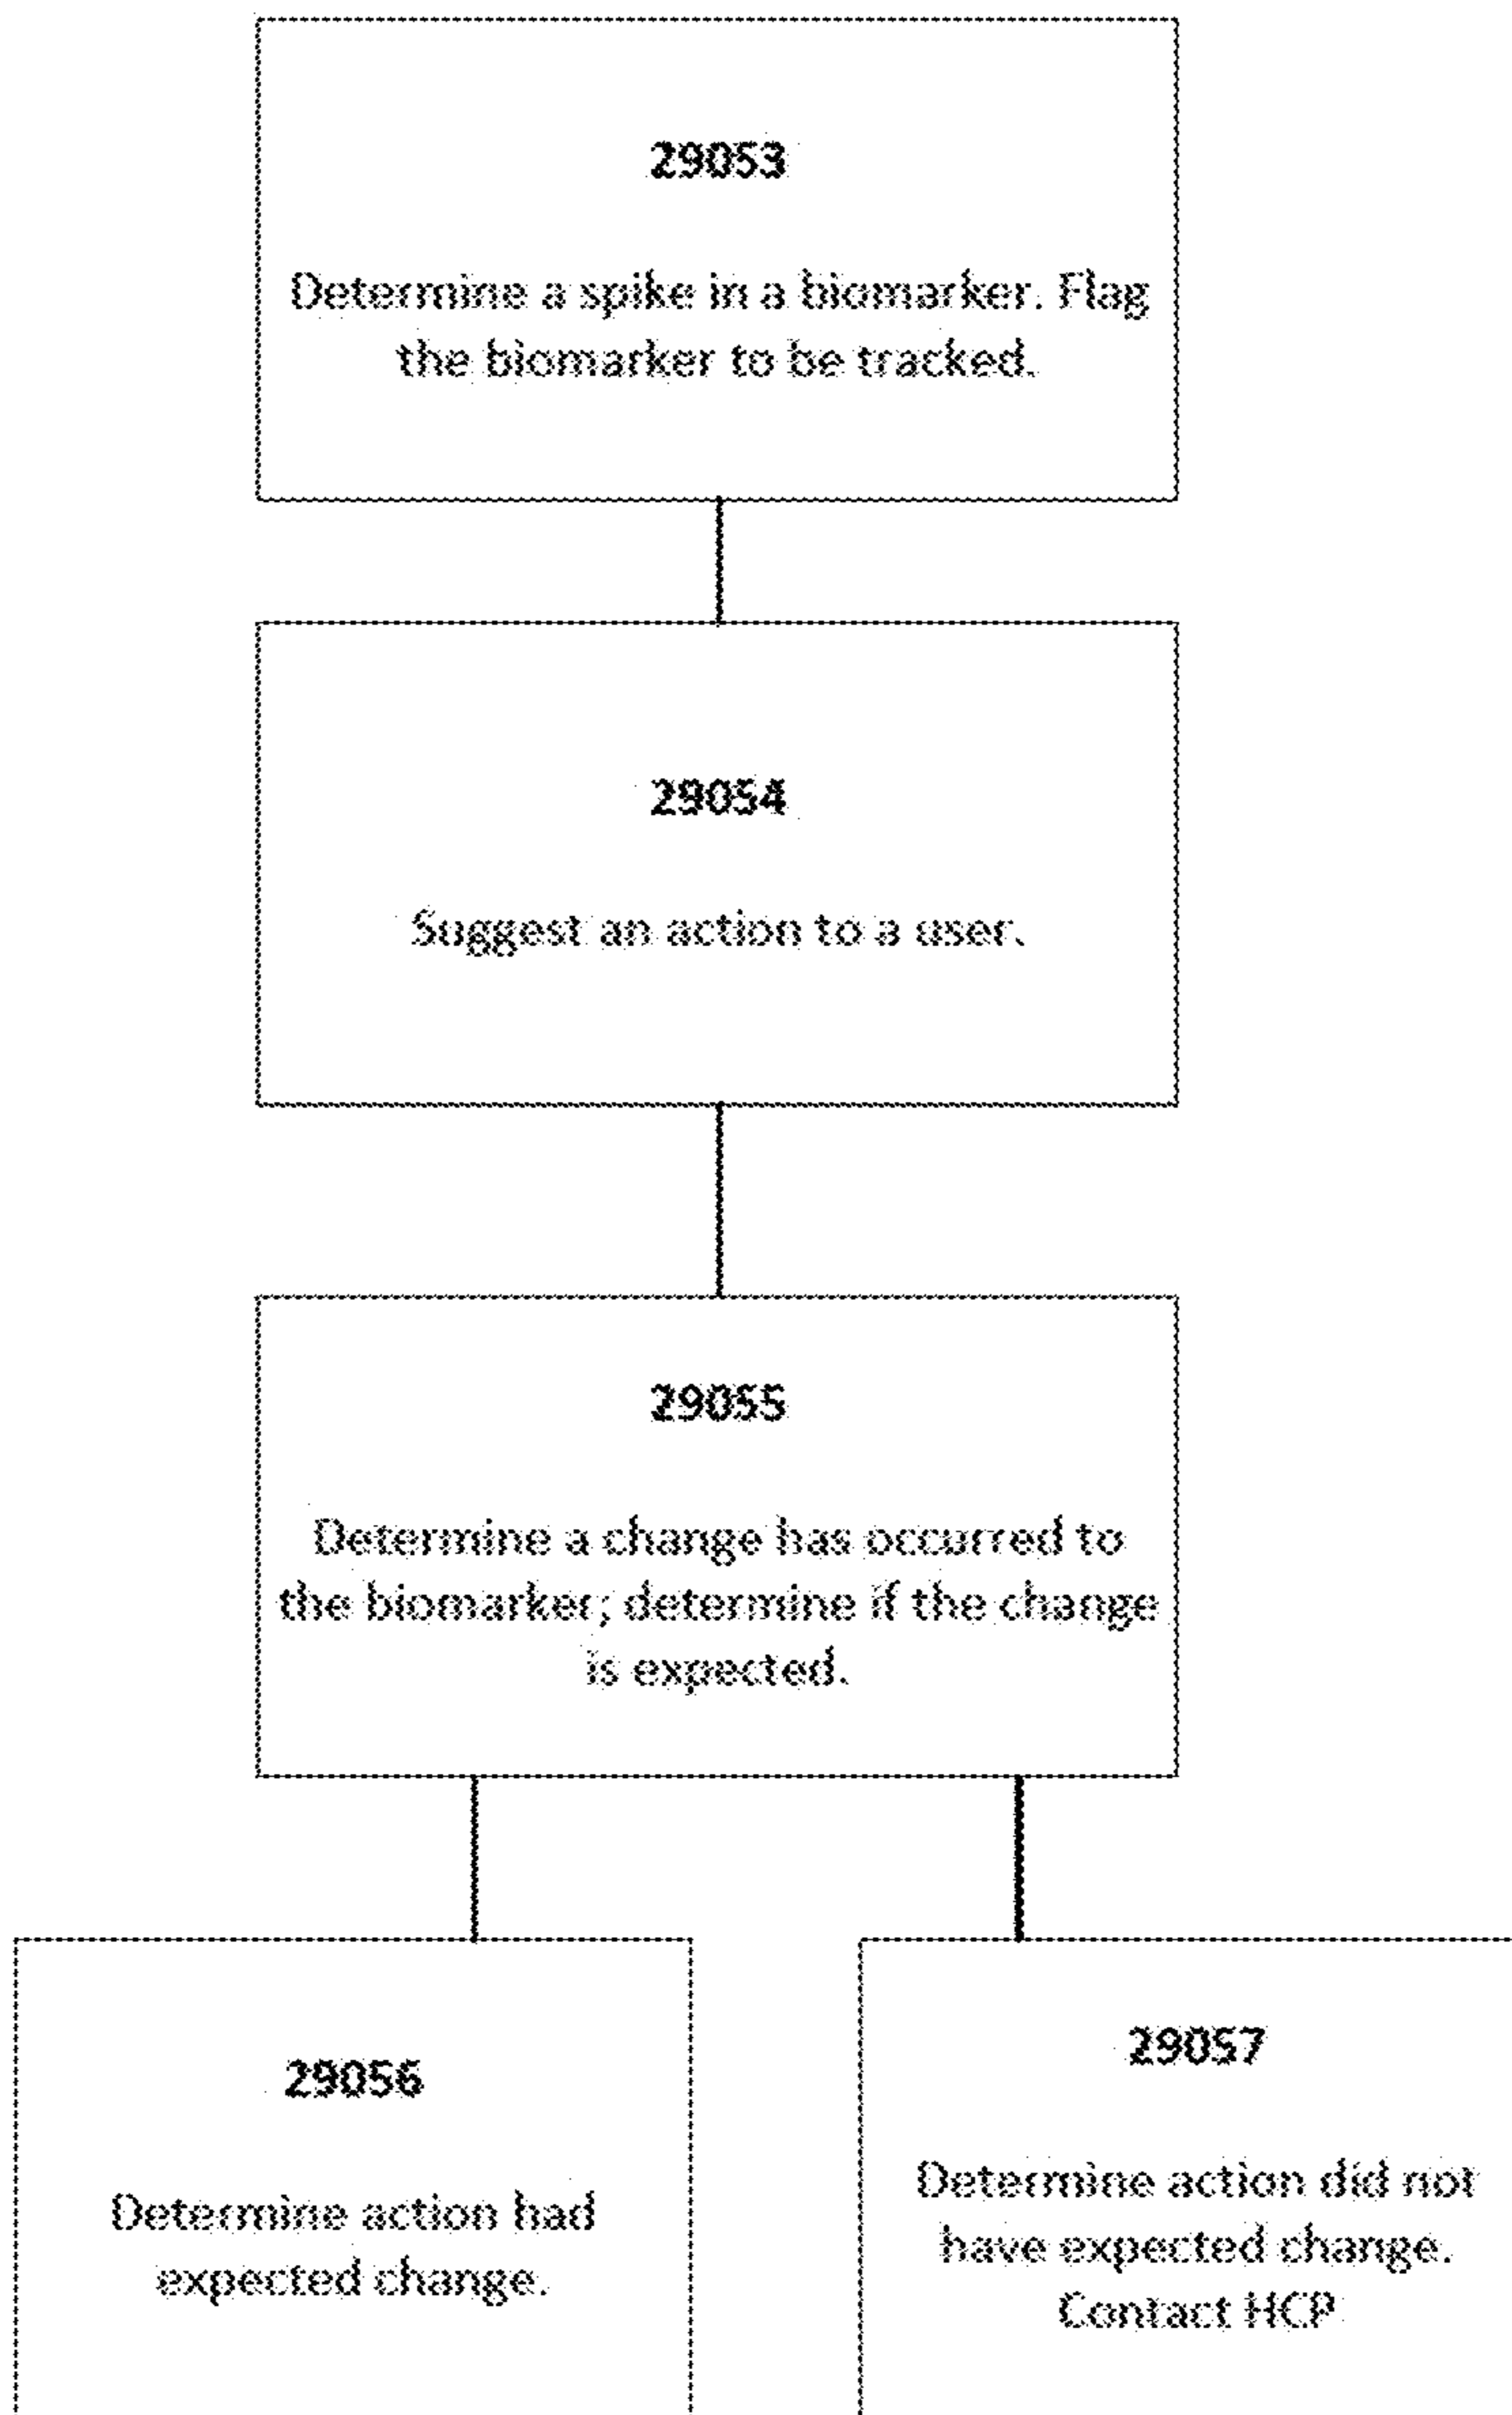 29053
Determine a spike in a biomarker. Flag
the biomarker to be tracked.
29054
Suggest an action to a user.
29055
Determine a change has occurred to
the biomarker; determine if the change
is expected.
29056
Determine action had
expected change.
29057
Determine action did not
have expected change.
Contact HCP